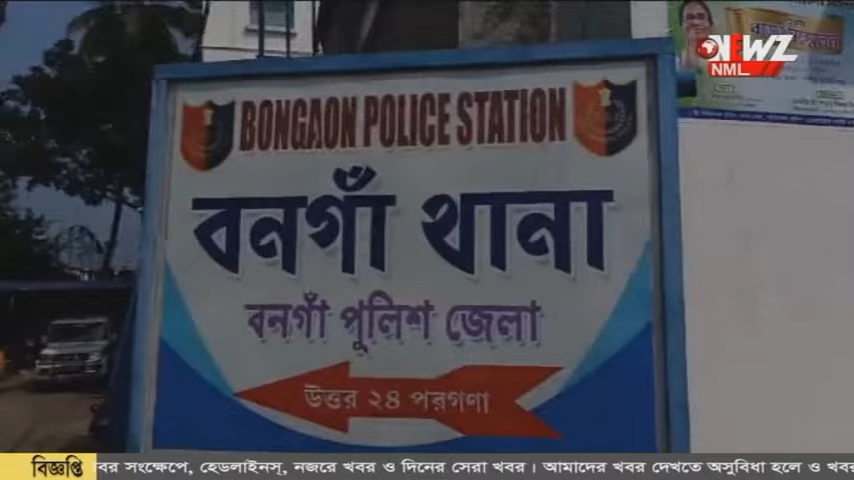 NEWZ
NML
BONGAON POLICE STATION
বনগাঁ থানা
বনগাঁ পুলিশ জেলা
উত্তর ২৪ পরগণা
বিজ্ঞপ্তি
বর সংক্ষেপে, হেডলাইনস্, নজরে খবর ও দিনের সেরা খবর। আমাদের খবর দেখতে অসুবিধা হলে ও খবর